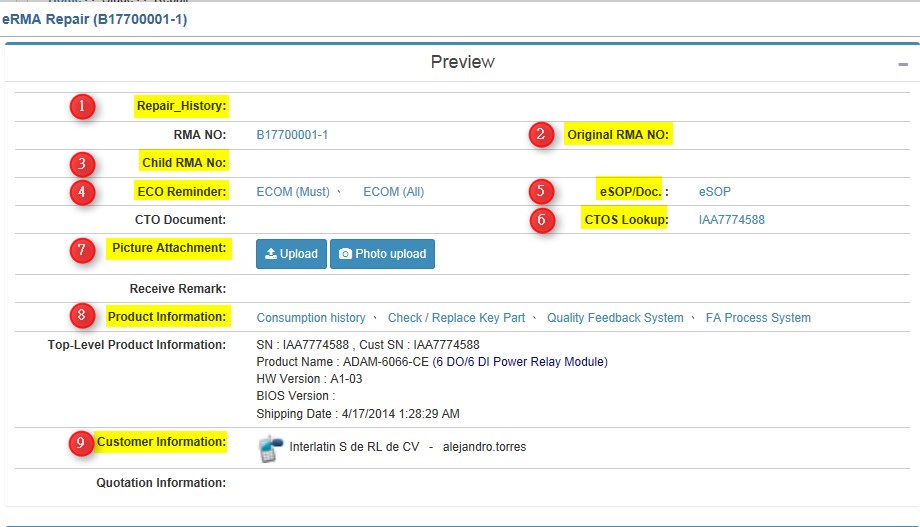 eRMA Repair (B17700001-1)
Preview
1 Repair_History:
RMA NO: B17700001-1 2 Original RMA NO:
3 Child RMA No:
4 ECO Reminder: ECOM (Must) 、 ECOM (All) 5 eSOP/Doc. : eSOP
CTO Document: 6 CTOS Lookup: IAA7774588
7 Picture Attachment: Upload Photo upload
Receive Remark:
8 Product Information: Consumption history 、 Check / Replace Key Part 、 Quality Feedback System 、 FA Process System
Top-Level Product Information: SN : IAA7774588 , Cust SN : IAA7774588
Product Name : ADAM-6066-CE (6 DO/6 DI Power Relay Module)
HW Version : A1-03
BIOS Version :
Shipping Date : 4/17/2014 1:28:29 AM
9 Customer Information: Interlatin S de RL de CV - alejandro.torres
Quotation Information: